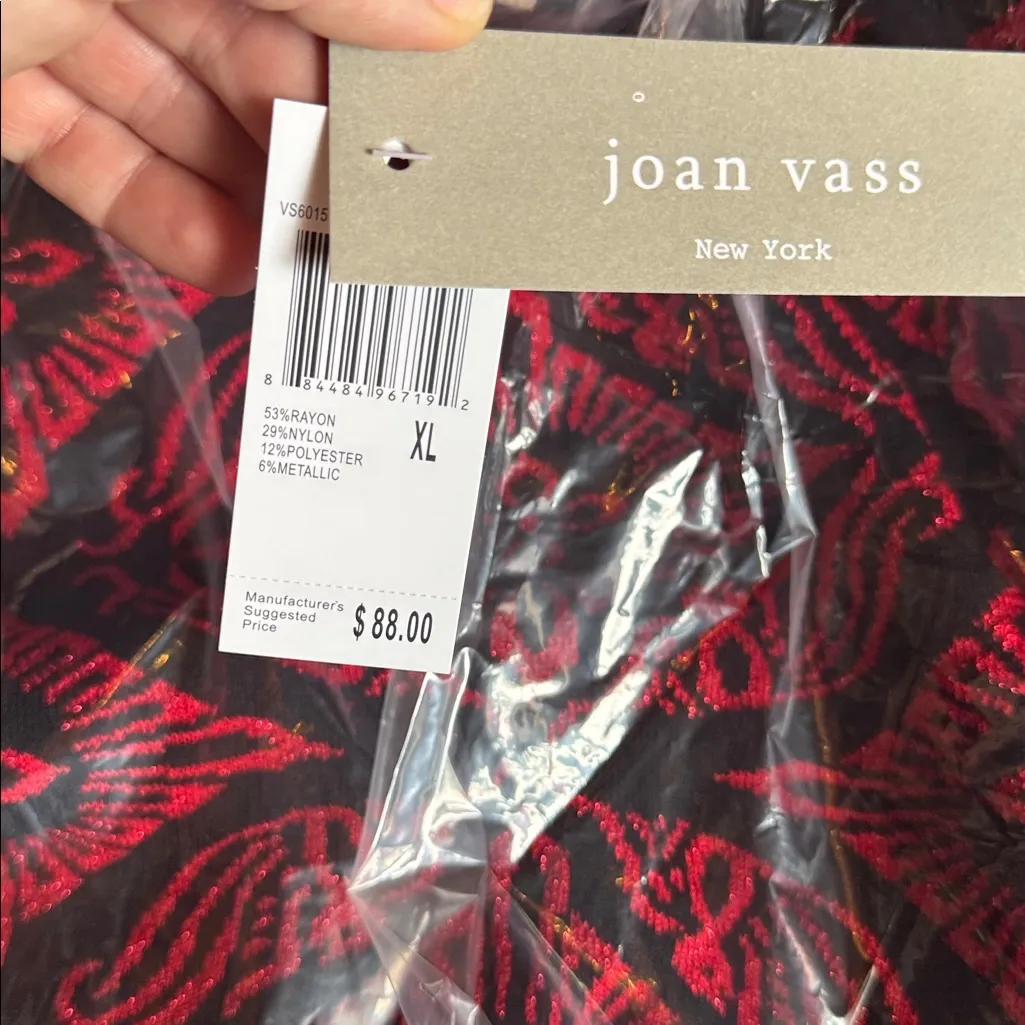 joan vass
New York
VS6015
8 84484 96719 2
53%RAYON
29%NYLON
12%POLYESTER
6%METALLIC
XL
Manufacturer's
Suggested
Price
$88.00